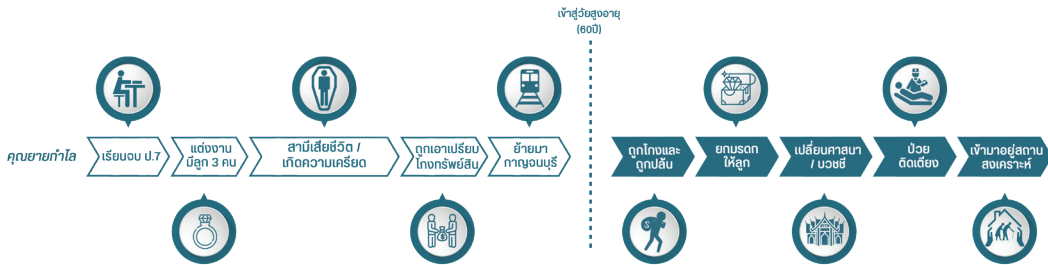 เข้าสู่วัยสูงอายุ
(60ปี)
คุณยายกำไล
เรียนจบ ป.7
แต่งงาน
มีลูก 3 คน
สามีเสียชีวิต /
เกิดความเครียด
ถูกเอาเปรียบ
โกงทรัพย์สิน
ย้ายมา
กาญจนบุรี
ถูกโกงและ
ถูกปล้น
ยกมรดก
ให้ลูก
เปลี่ยนศาสนา
/ บวชชี
ป่วย
ติดเตียง
เข้ามาอยู่สถาน
สงเคราะห์